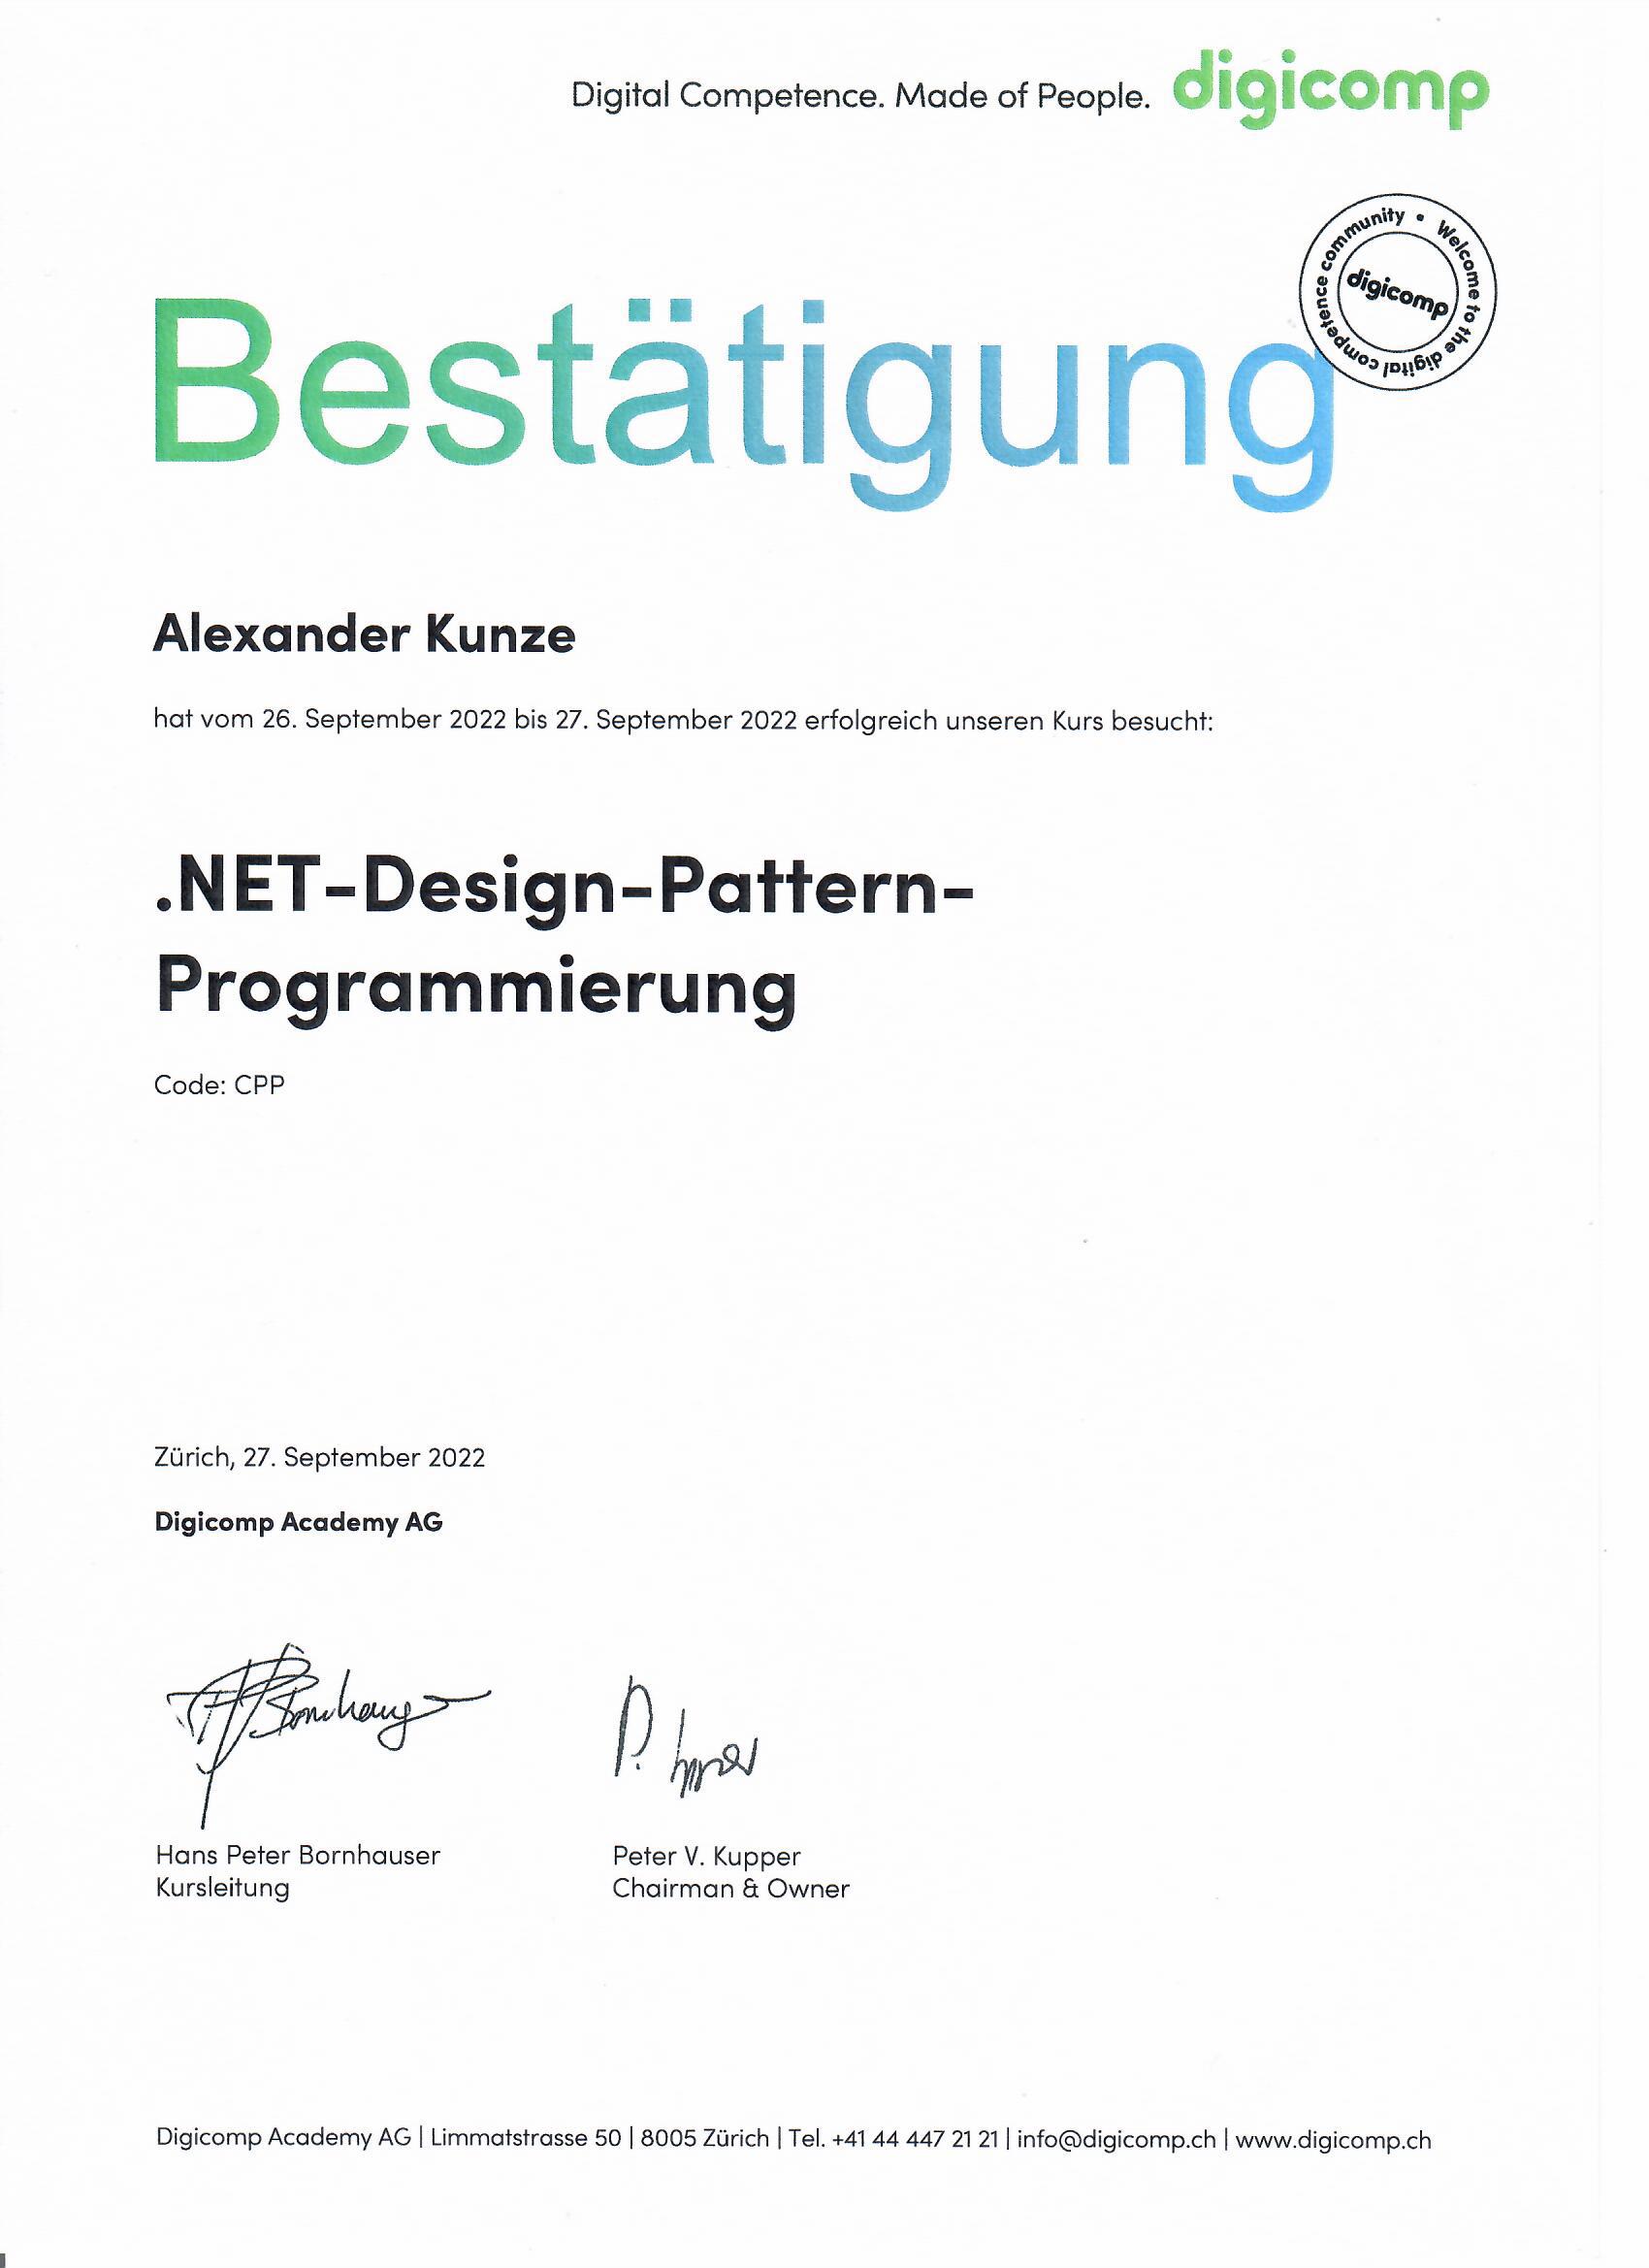 Digital Competence. Made of People. digicomp
Welcome to the digital competence community •
digicomp
Bestätigung
Alexander Kunze
hat vom 26. September 2022 bis 27. September 2022 erfolgreich unseren Kurs besucht:
.NET-Design-Pattern-
Programmierung
Code: CPP
Zürich, 27. September 2022
Digicomp Academy AG
Hans Peter Bornhauser
Kursleitung
Peter V. Kupper
Chairman & Owner
Digicomp Academy AG | Limmatstrasse 50 | 8005 Zürich | Tel. +41 44 447 21 21 | info@digicomp.ch | www.digicomp.ch